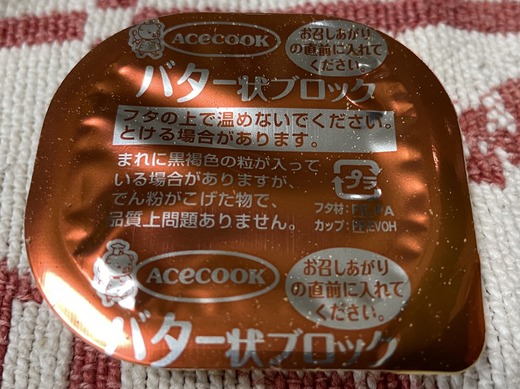 ACECOOK
お召しあがり
の直前に入れて
ください。
バター状ブロック
フタの上で温めないでください。
とける場合があります。
まれに黒褐色の粒が入って
いる場合がありますが、
でん粉がこげた物で、
品質上問題ありません。
プラ
フタ材:
カップ:
ACECOOK
お召しあがり
の直前に入れて
ください。
バター状ブロック